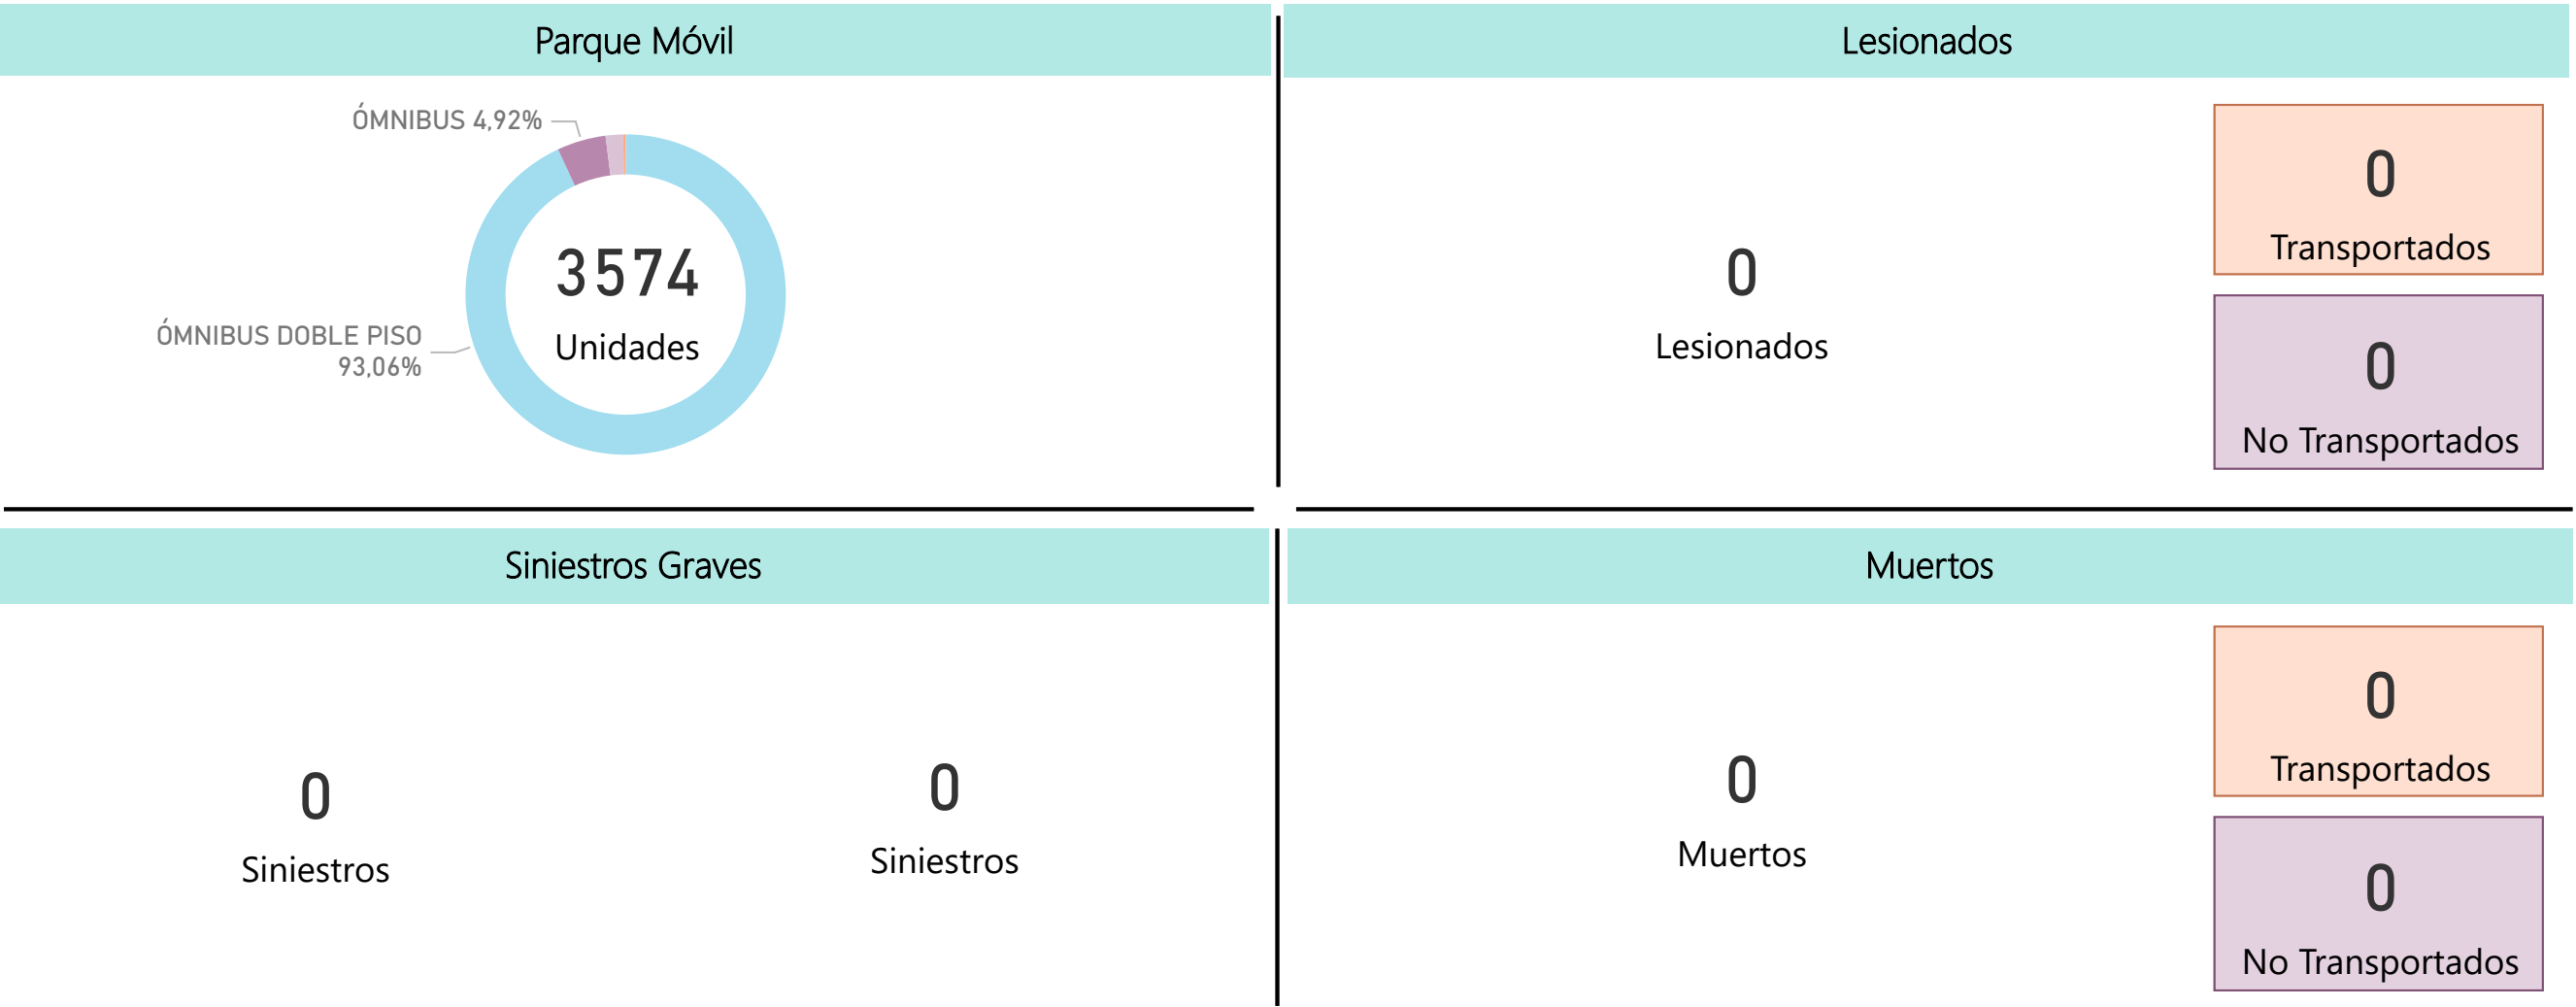 Parque Móvil
ÓMNIBUS 4,92%
3574
Unidades
ÓMNIBUS DOBLE PISO
93,06%
Lesionados
0
Lesionados
0
Transportados
0
No Transportados
Siniestros Graves
0
Siniestros
0
Siniestros
Muertos
0
Muertos
0
Transportados
0
No Transportados